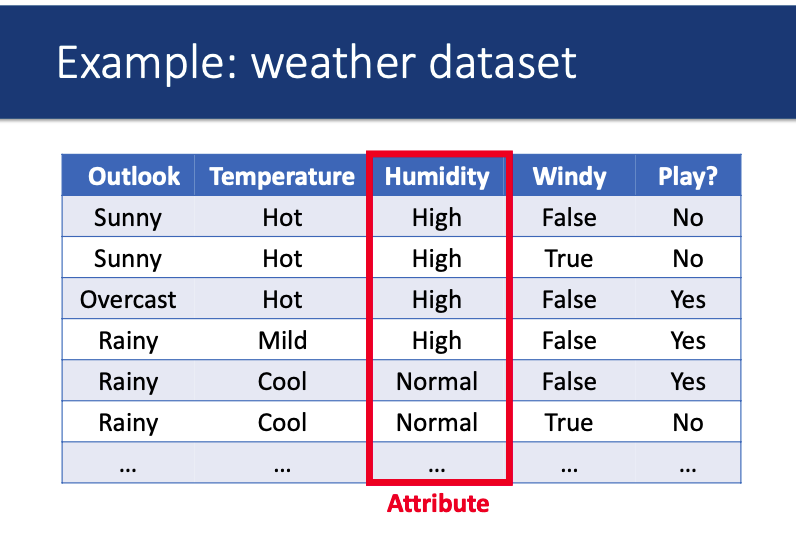 Example: weather dataset
Outlook Temperature Humidity Windy Play?
Sunny Hot High False No
Sunny Hot High True No
Overcast Hot High False Yes
Rainy Mild High False Yes
Rainy Cool Normal False Yes
Rainy Cool Normal True No
... ... ... ... ...
Attribute